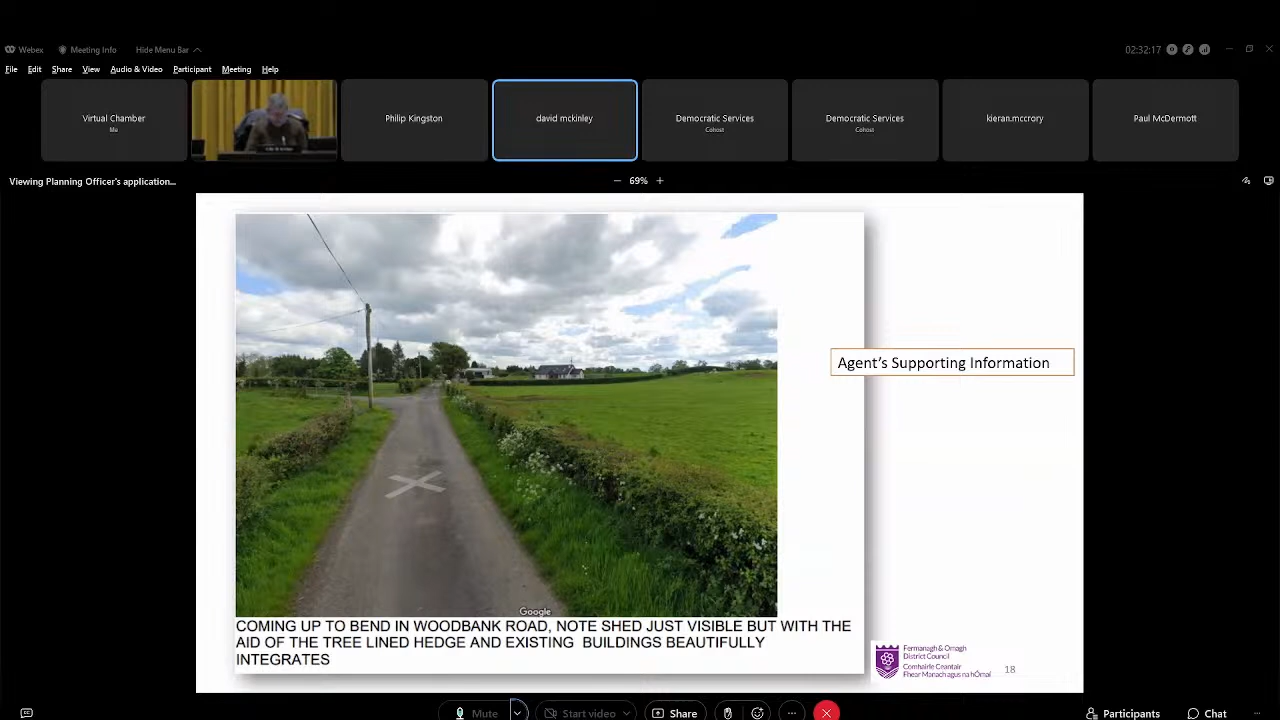 Webex Meeting Info Hide Menu Bar 02:32:17
File Edit Share View Audio & Video Participant Meeting Help
Virtual Chamber
Me
Philip Kingston
david mckinley
Democratic Services
Cohost
Democratic Services
Cohost
kieran.mccrory
Paul McDermott
Viewing Planning Officer's application...
69%
Agent's Supporting Information
Google
COMING UP TO BEND IN WOODBANK ROAD, NOTE SHED JUST VISIBLE BUT WITH THE
AID OF THE TREE LINED HEDGE AND EXISTING BUILDINGS BEAUTIFULLY
INTEGRATES
Fermanagh & Omagh
District Council
Comhairle Ceantair
Fhear Manach agus na hÓmaí
18
Mute Start video Share Participants Chat